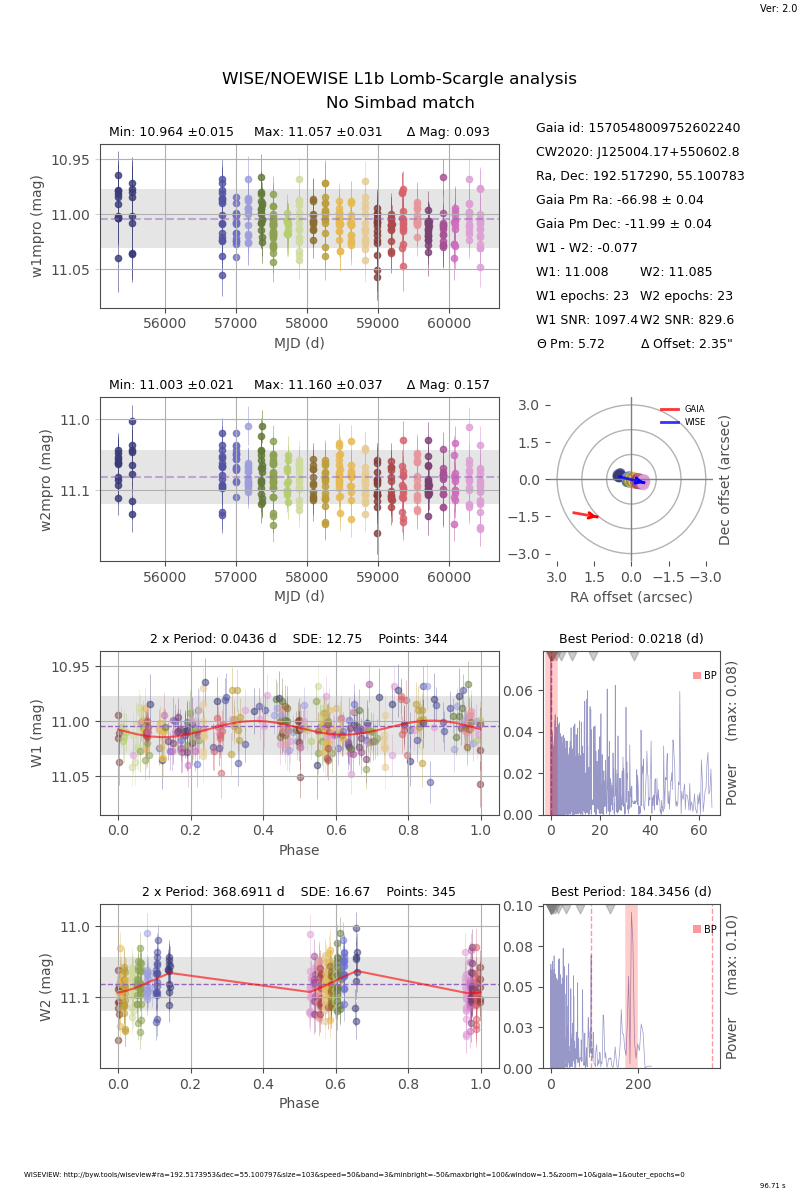 Ver: 2.0
WISE/NOEWISE L1b Lomb-Scargle analysis
No Simbad match
Min: 10.964 ±0.015 Max: 11.057 ±0.031 Δ Mag: 0.093
10.95
11.00
11.05
w1mpro (mag)
56000 57000 58000 59000 60000
MJD (d)
Gaia id: 1570548009752602240
CW2020: J125004.17+550602.8
Ra, Dec: 192.517290, 55.100783
Gaia Pm Ra: -66.98 ± 0.04
Gaia Pm Dec: -11.99 ± 0.04
W1 - W2: -0.077
W1: 11.008 W2: 11.085
W1 epochs: 23 W2 epochs: 23
W1 SNR: 1097.4 W2 SNR: 829.6
Θ Pm: 5.72 Δ Offset: 2.35"
Min: 11.003 ±0.021 Max: 11.160 ±0.037 Δ Mag: 0.157
11.0
11.1
w2mpro (mag)
56000 57000 58000 59000 60000
MJD (d)
GAIA
WISE
3.0
1.5
0.0
−1.5
−3.0
Dec offset (arcsec)
3.0 1.5 0.0 −1.5 −3.0
RA offset (arcsec)
2 x Period: 0.0436 d SDE: 12.75 Points: 344
10.95
11.00
11.05
W1 (mag)
0.0 0.2 0.4 0.6 0.8 1.0
Phase
Best Period: 0.0218 (d)
BP
0.06
0.04
0.02
0.00
Power (max: 0.08)
0 20 40 60
2 x Period: 368.6911 d SDE: 16.67 Points: 345
11.0
11.1
W2 (mag)
0.0 0.2 0.4 0.6 0.8 1.0
Phase
Best Period: 184.3456 (d)
BP
0.10
0.08
0.05
0.03
0.00
Power (max: 0.10)
0 200
WISEVIEW: http://byw.tools/wiseview#ra=192.5173953&dec=55.100797&size=103&speed=50&band=3&minbright=-50&maxbright=100&window=1.5&zoom=10&gaia=1&outer_epochs=0
96.71 s